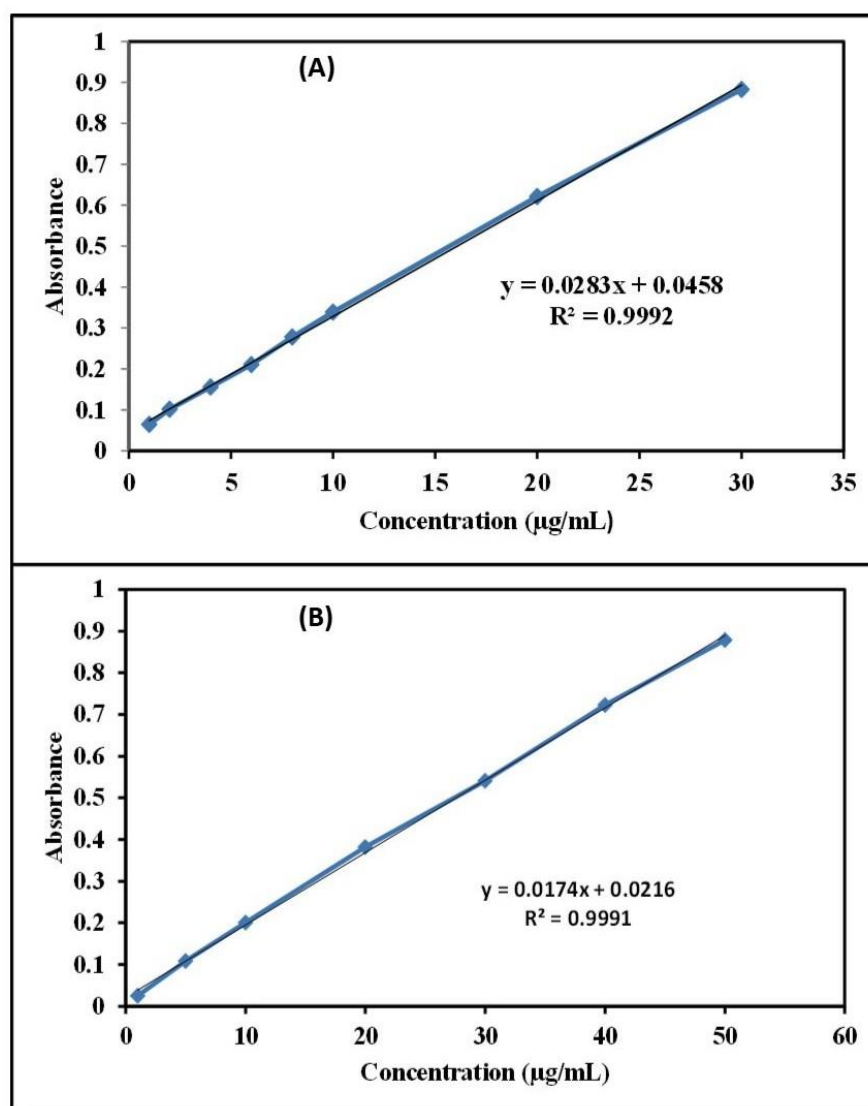 (A)
1
0.9
0.8
0.7
0.6
0.5
0.4
0.3
0.2
0.1
0
Absorbance
y = 0.0283x + 0.0458
R² = 0.9992
0 5 10 15 20 25 30 35
Concentration (µg/mL)
(B)
1
0.9
0.8
0.7
0.6
0.5
0.4
0.3
0.2
0.1
0
Absorbance
y = 0.0174x + 0.0216
R² = 0.9991
0 10 20 30 40 50 60
Concentration (µg/mL)